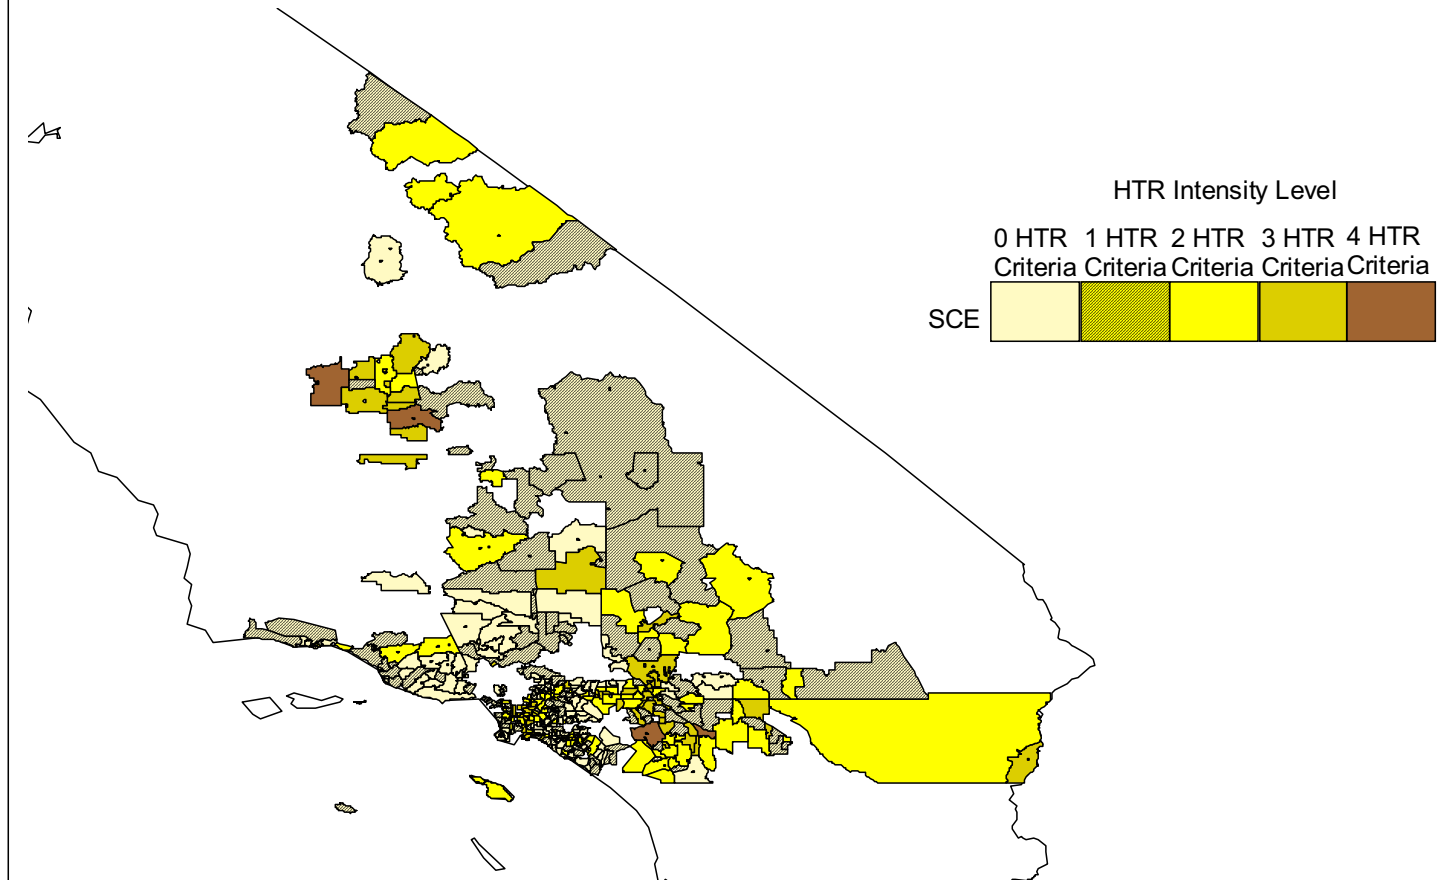 HTR Intensity Level
0 HTR 1 HTR 2 HTR 3 HTR 4 HTR
Criteria Criteria Criteria Criteria Criteria
SCE